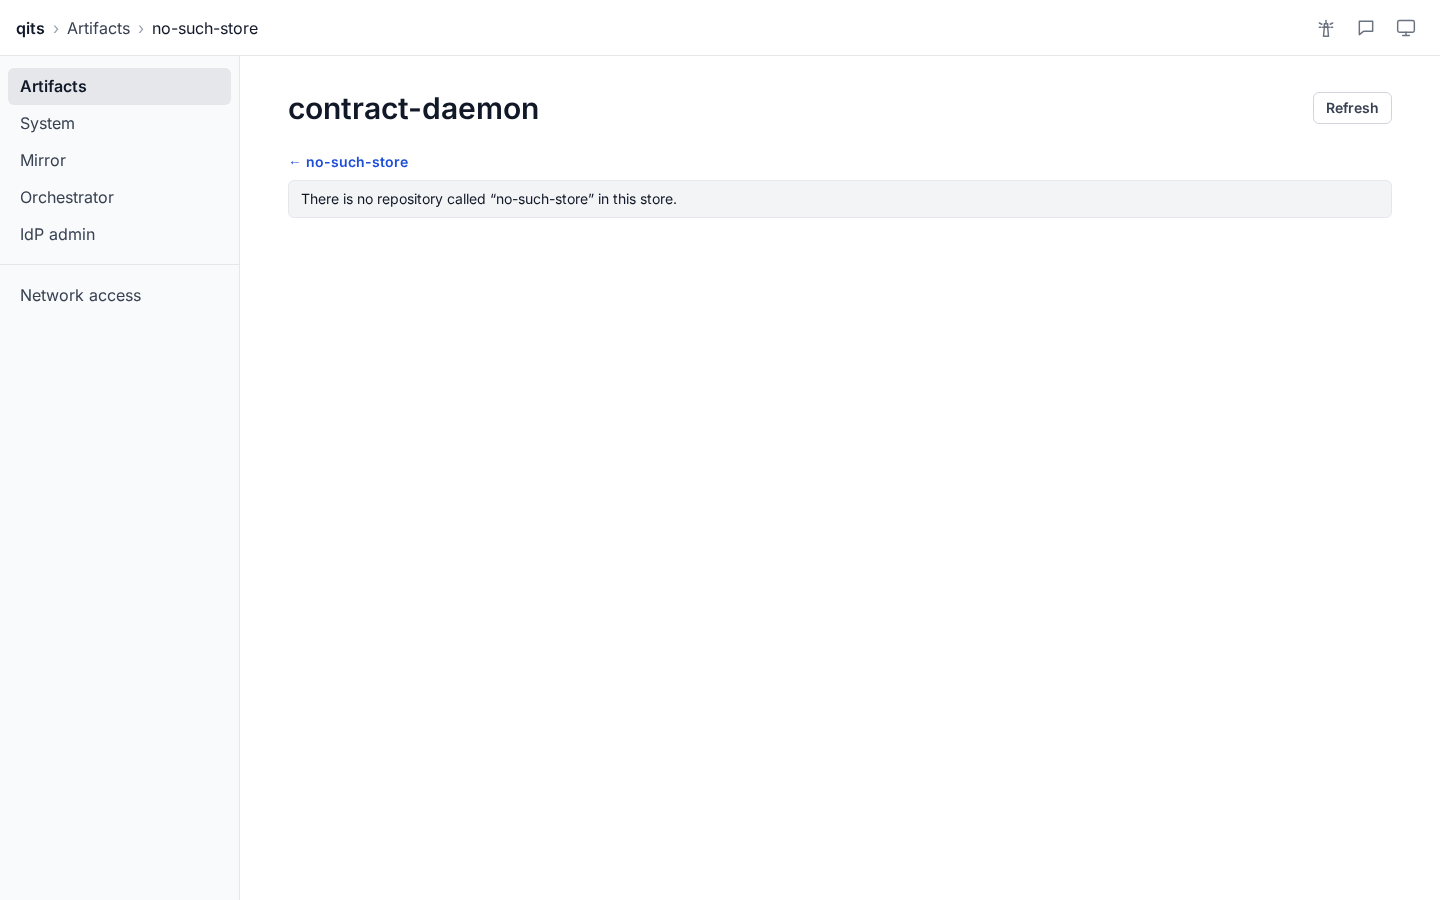 qits › Artifacts › no-such-store
Artifacts
System
Mirror
Orchestrator
IdP admin
Network access
contract-daemon
Refresh
← no-such-store
There is no repository called “no-such-store” in this store.